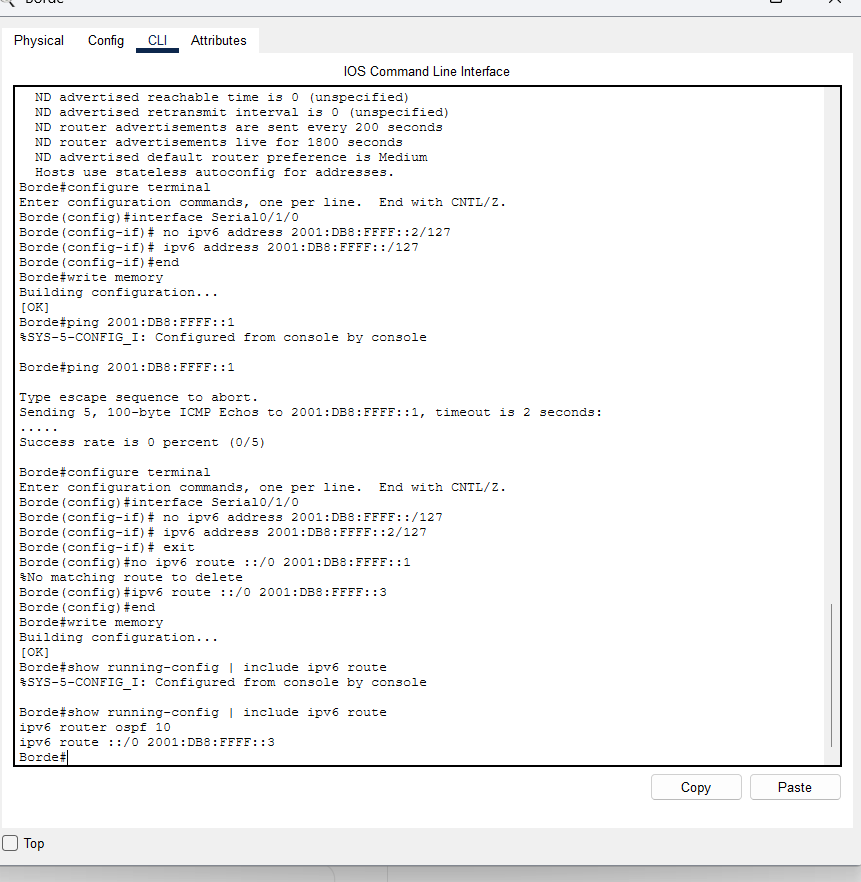 Borde
Physical Config CLI Attributes
IOS Command Line Interface
ND advertised reachable time is 0 (unspecified)
ND advertised retransmit interval is 0 (unspecified)
ND router advertisements are sent every 200 seconds
ND router advertisements live for 1800 seconds
ND advertised default router preference is Medium
Hosts use stateless autoconfig for addresses.
Borde#configure terminal
Enter configuration commands, one per line.  End with CNTL/Z.
Borde(config)#interface Serial0/1/0
Borde(config-if)# no ipv6 address 2001:DB8:FFFF::2/127
Borde(config-if)# ipv6 address 2001:DB8:FFFF::/127
Borde(config-if)#end
Borde#write memory
Building configuration...
[OK]
Borde#ping 2001:DB8:FFFF::1
%SYS-5-CONFIG_I: Configured from console by console
Borde#ping 2001:DB8:FFFF::1
Type escape sequence to abort.
Sending 5, 100-byte ICMP Echos to 2001:DB8:FFFF::1, timeout is 2 seconds:
.....
Success rate is 0 percent (0/5)
Borde#configure terminal
Enter configuration commands, one per line.  End with CNTL/Z.
Borde(config)#interface Serial0/1/0
Borde(config-if)# no ipv6 address 2001:DB8:FFFF::/127
Borde(config-if)# ipv6 address 2001:DB8:FFFF::2/127
Borde(config-if)# exit
Borde(config)#no ipv6 route ::/0 2001:DB8:FFFF::1
%No matching route to delete
Borde(config)#ipv6 route ::/0 2001:DB8:FFFF::3
Borde(config)#end
Borde#write memory
Building configuration...
[OK]
Borde#show running-config | include ipv6 route
%SYS-5-CONFIG_I: Configured from console by console
Borde#show running-config | include ipv6 route
ipv6 router ospf 10
ipv6 route ::/0 2001:DB8:FFFF::3
Borde#
Copy Paste
Top